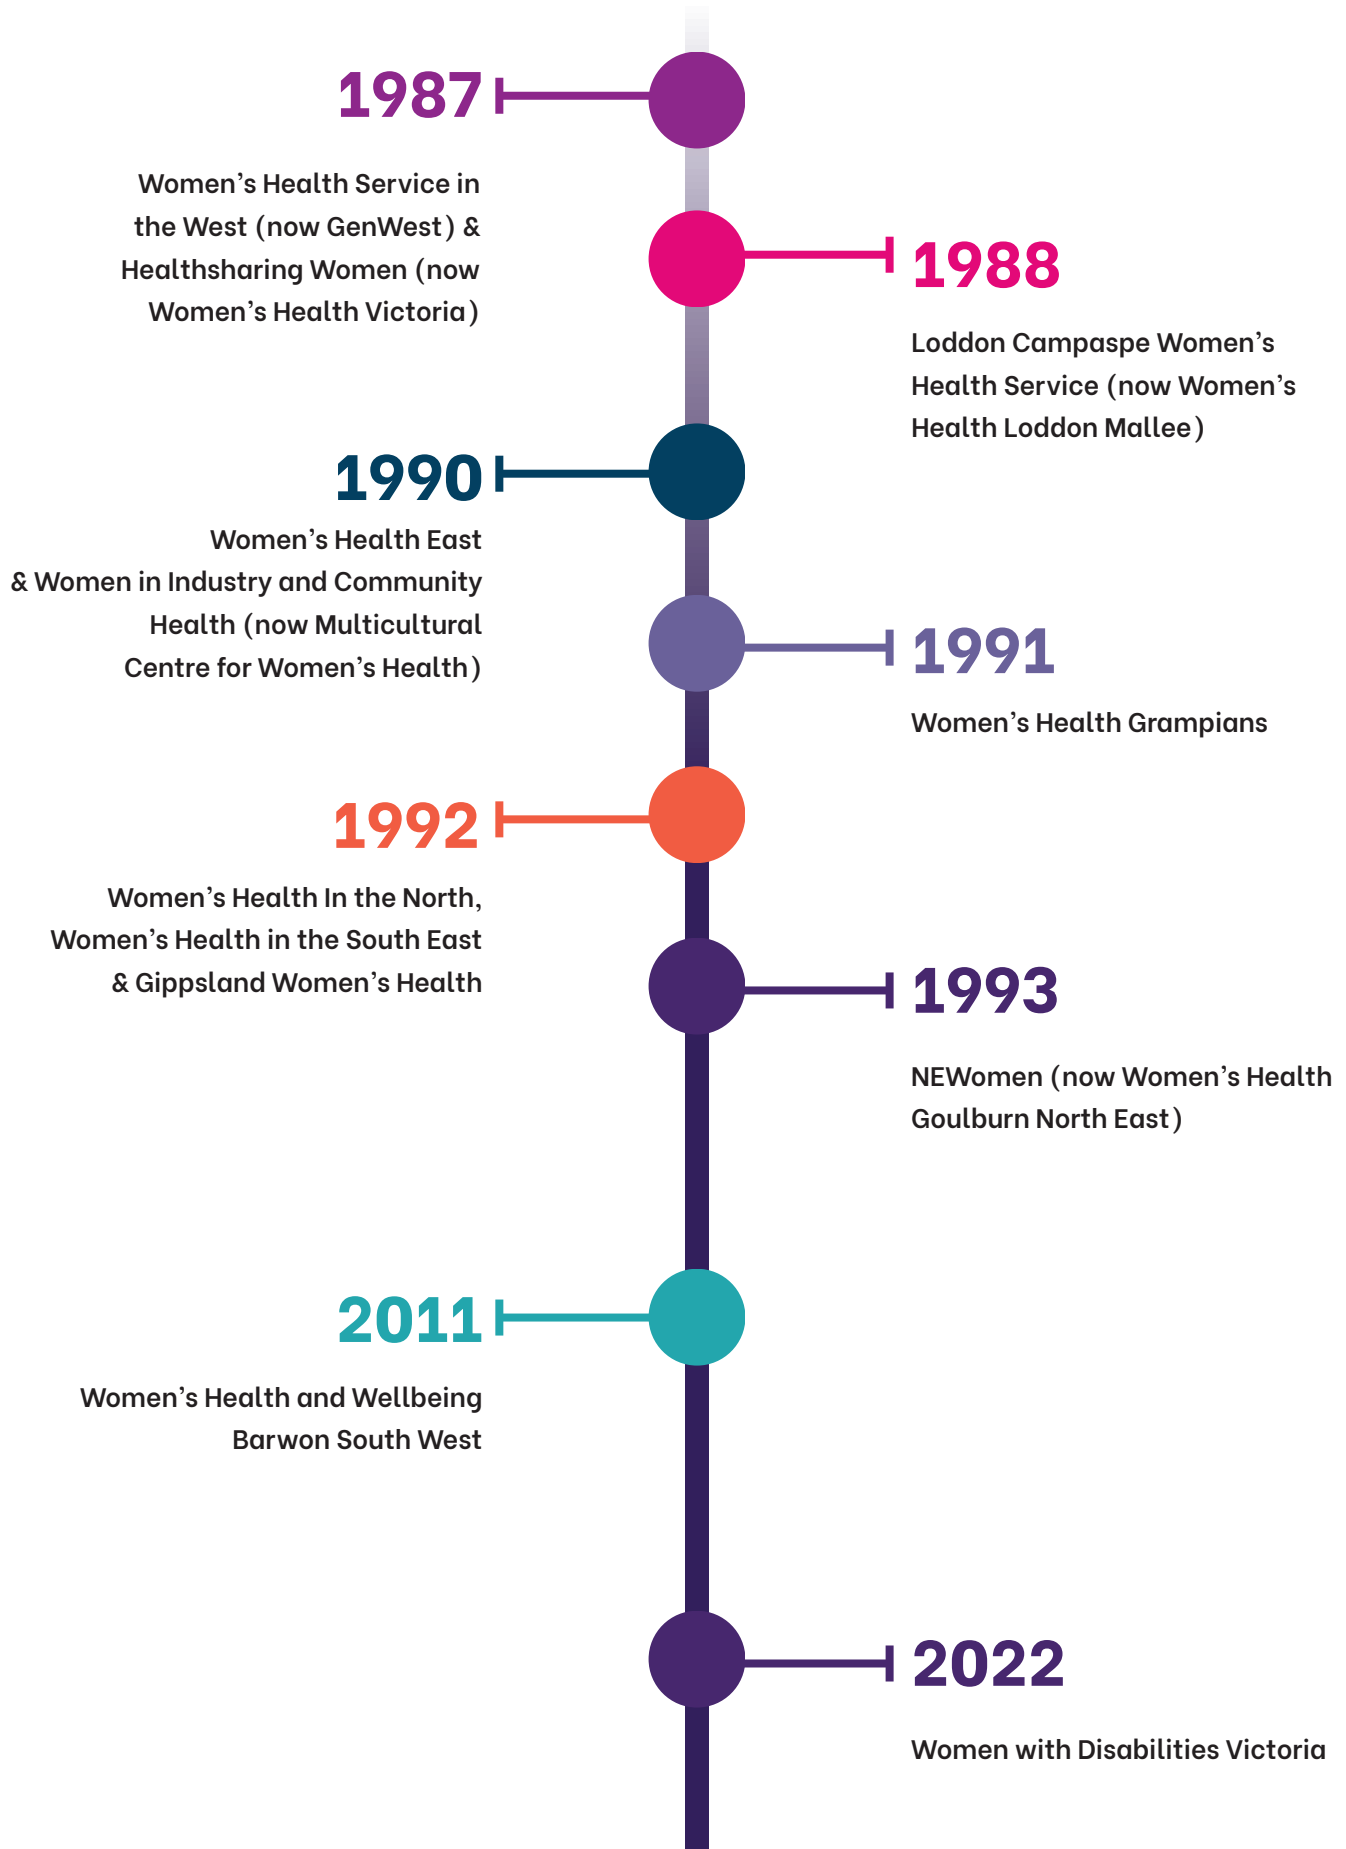 1987
Women’s Health Service in
the West (now GenWest) &
Healthsharing Women (now
Women’s Health Victoria)
1988
Loddon Campaspe Women’s
Health Service (now Women’s
Health Loddon Mallee)
1990
Women’s Health East
& Women in Industry and Community
Health (now Multicultural
Centre for Women’s Health)
1991
Women’s Health Grampians
1992
Women’s Health In the North,
Women’s Health in the South East
& Gippsland Women’s Health
1993
NEWomen (now Women’s Health
Goulburn North East)
2011
Women’s Health and Wellbeing
Barwon South West
2022
Women with Disabilities Victoria